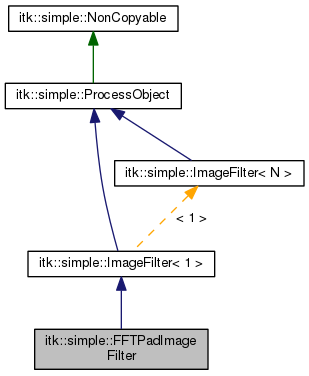 itk::simple::NonCopyable
itk::simple::ProcessObject
itk::simple::ImageFilter< N >
< 1 >
itk::simple::ImageFilter< 1 >
itk::simple::FFTPadImage
Filter